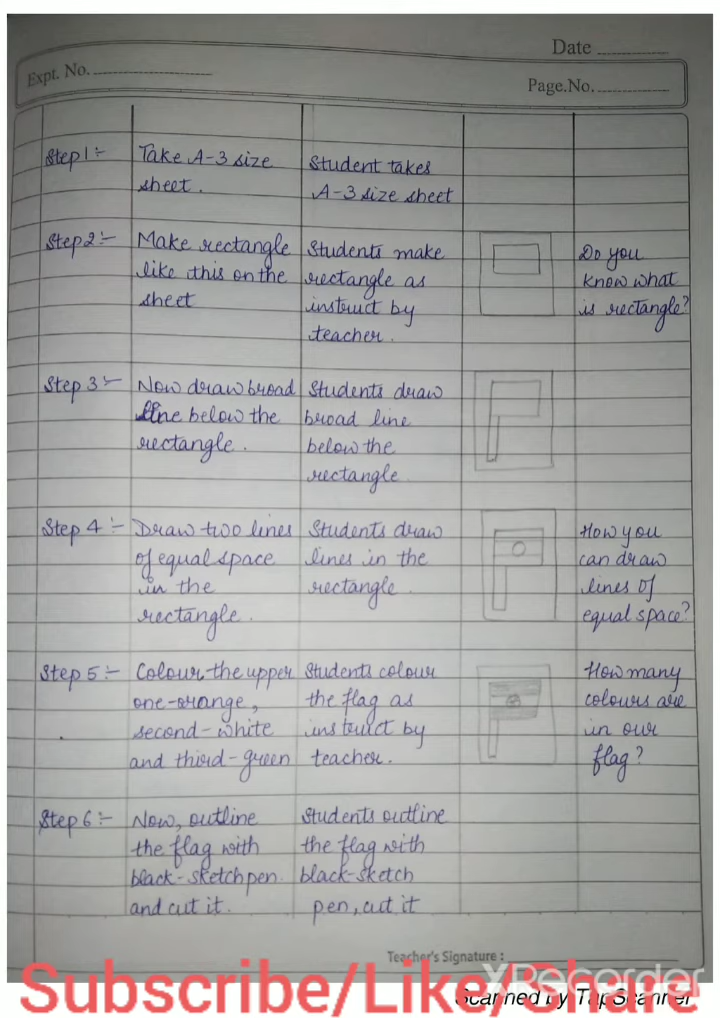 Date
Expt. No.
Page.No.
Step 1:-
Take A-3 size
sheet.
Student takes
A-3 size sheet
Step 2:-
Make rectangle
like this on the
sheet
Students make
rectangle as
instruct by
teacher.
Do you
know what
is rectangle?
Step 3:-
Now draw broad
line below the
rectangle.
Students draw
broad line
below the
rectangle.
Step 4:-
Draw two lines
of equal space
in the
rectangle.
Students draw
lines in the
rectangle.
How you
can draw
lines of
equal space?
Step 5:-
Colour the upper
one-orange,
second-white
and third-green
Students colour
the flag as
instruct by
teacher.
How many
colours are
in our
flag?
Step 6:-
Now, outline
the flag with
black-sketch pen.
and cut it.
Students outline
the flag with
black-sketch
pen, cut it
Teacher's Signature :
Subscribe/Like/Share
XRecorder
Scanned by TapScanner